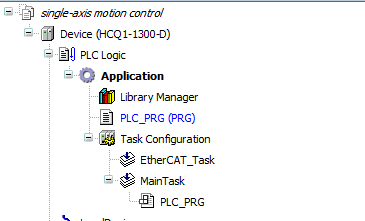 single-axis motion control
Device (HCQ1-1300-D)
PLC Logic
Application
Library Manager
PLC_PRG (PRG)
Task Configuration
EtherCAT_Task
MainTask
PLC_PRG